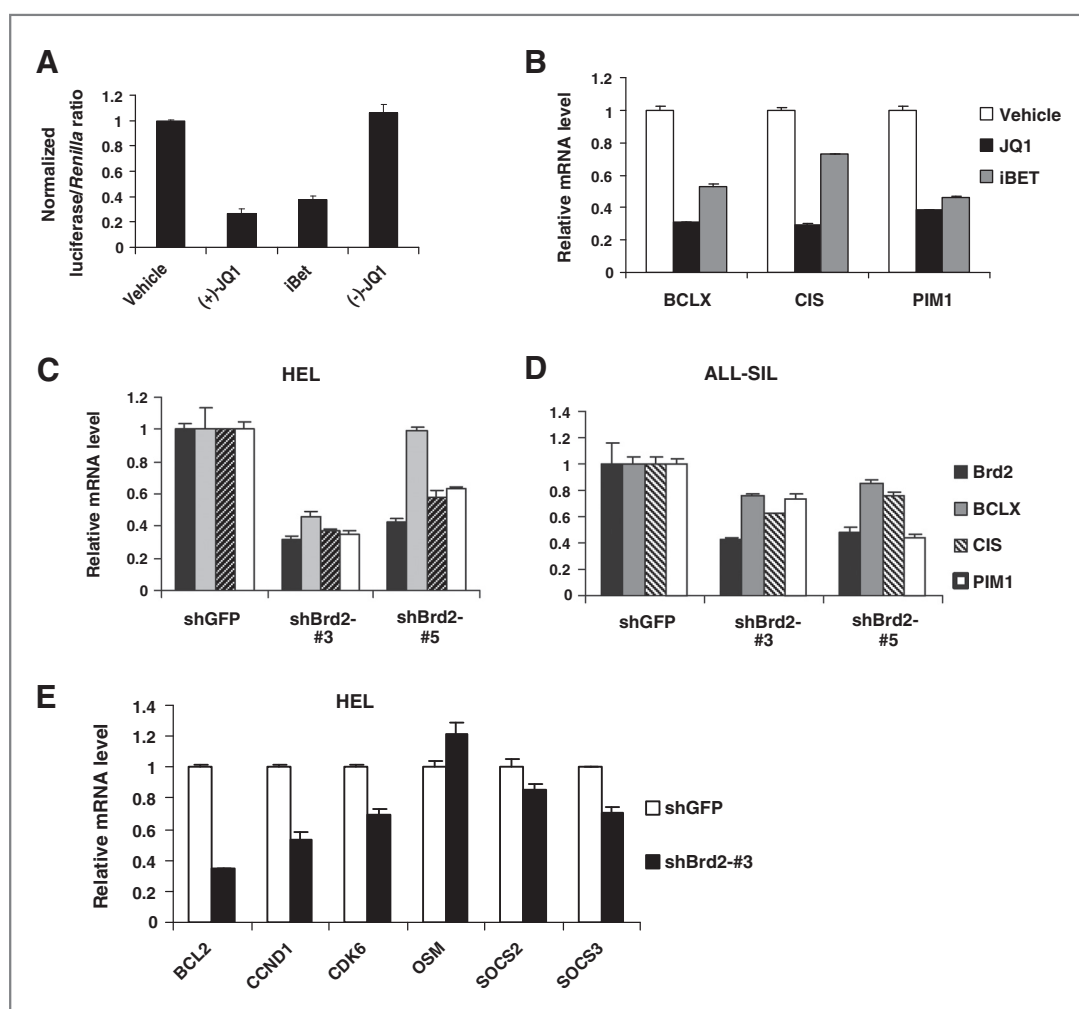 A
Normalized
luciferase/Renilla ratio
1.2
1
0.8
0.6
0.4
0.2
0
Vehicle
(+)-JQ1
iBet
(-)-JQ1
B
Relative mRNA level
1.2
1
0.8
0.6
0.4
0.2
0
BCLX
CIS
PIM1
Vehicle
JQ1
iBET
C
HEL
Relative mRNA level
1.2
1
0.8
0.6
0.4
0.2
0
shGFP
shBrd2-
#3
shBrd2-
#5
D
ALL-SIL
1.4
1.2
1
0.8
0.6
0.4
0.2
0
shGFP
shBrd2-
#3
shBrd2-
#5
Brd2
BCLX
CIS
PIM1
E
HEL
Relative mRNA level
1.4
1.2
1
0.8
0.6
0.4
0.2
0
BCL2
CCND1
CDK6
OSM
SOCS2
SOCS3
shGFP
shBrd2-#3